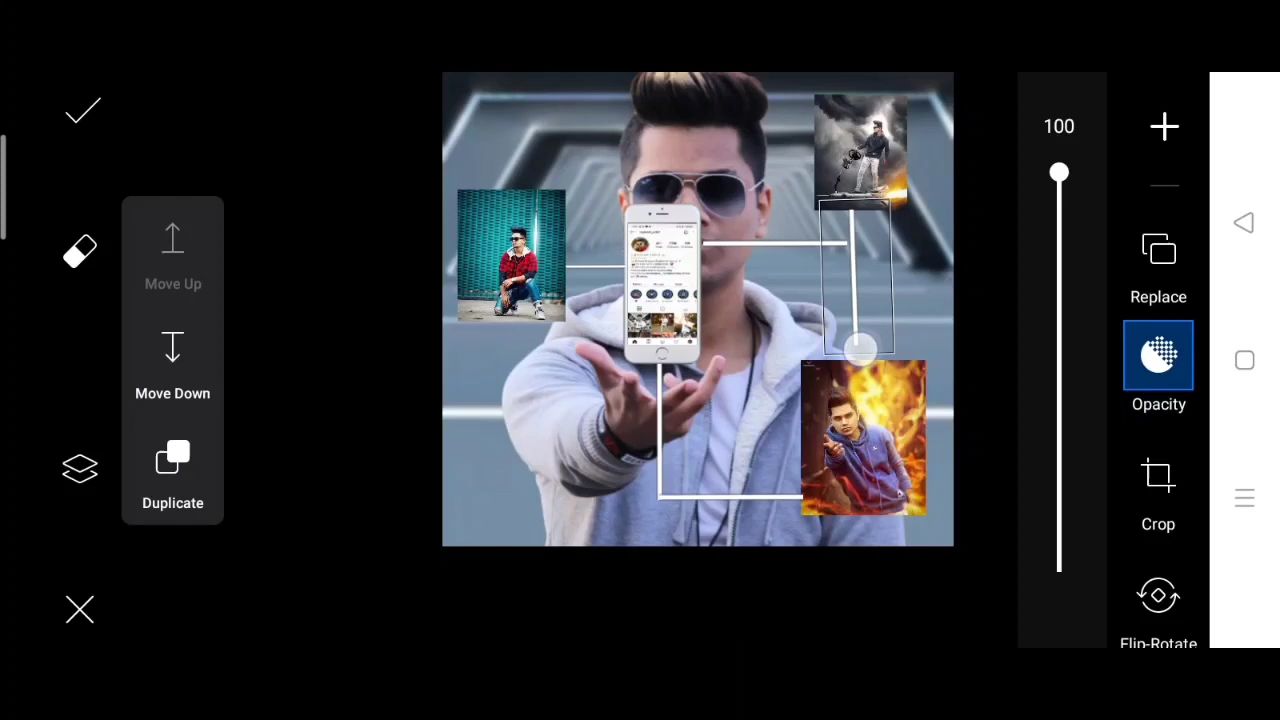 100
Move Up
Replace
Move Down
Opacity
Duplicate
Crop
Flip-Rotate